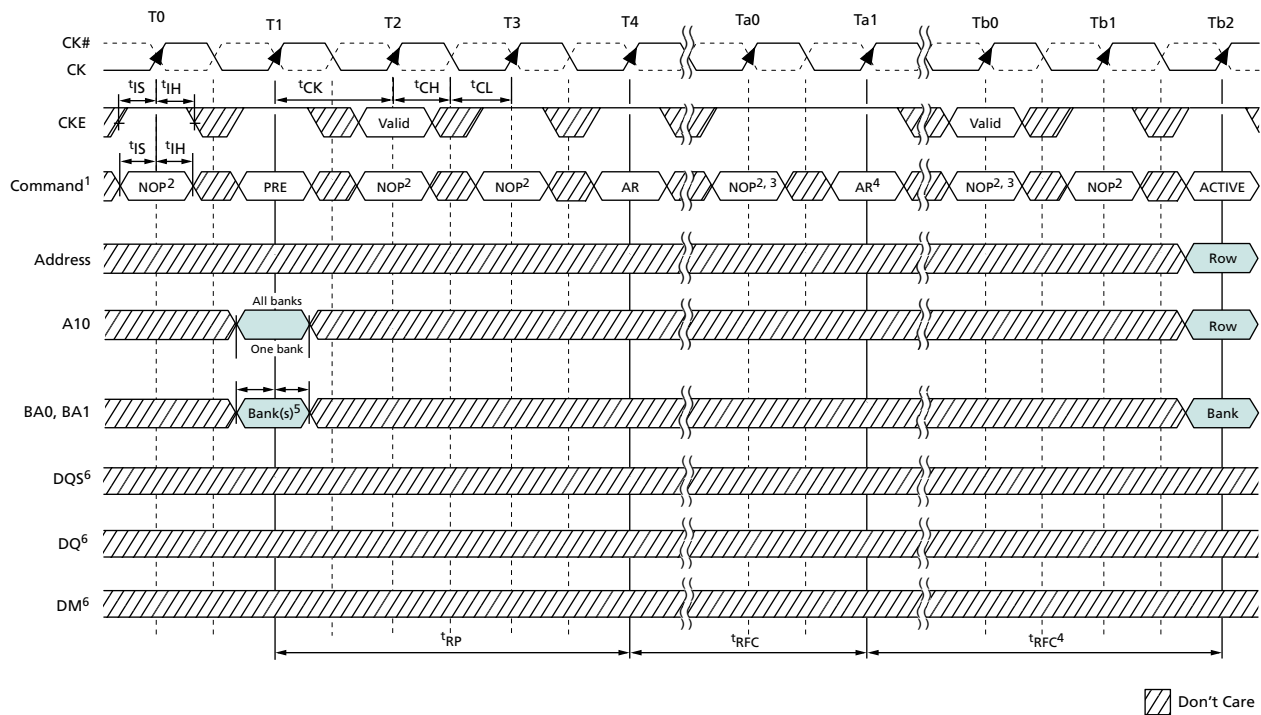 T0 T1 T2 T3 T4 Ta0 Ta1 Tb0 Tb1 Tb2
CK#
CK
tIS tIH tCK tCH tCL
CKE Valid Valid
tIS tIH
Command1 NOP2 PRE NOP2 NOP2 AR NOP2, 3 AR4 NOP2, 3 NOP2 ACTIVE
Address Row
All banks
A10 Row
One bank
BA0, BA1 Bank(s)5 Bank
DQS6
DQ6
DM6
tRP tRFC tRFC4
Don't Care